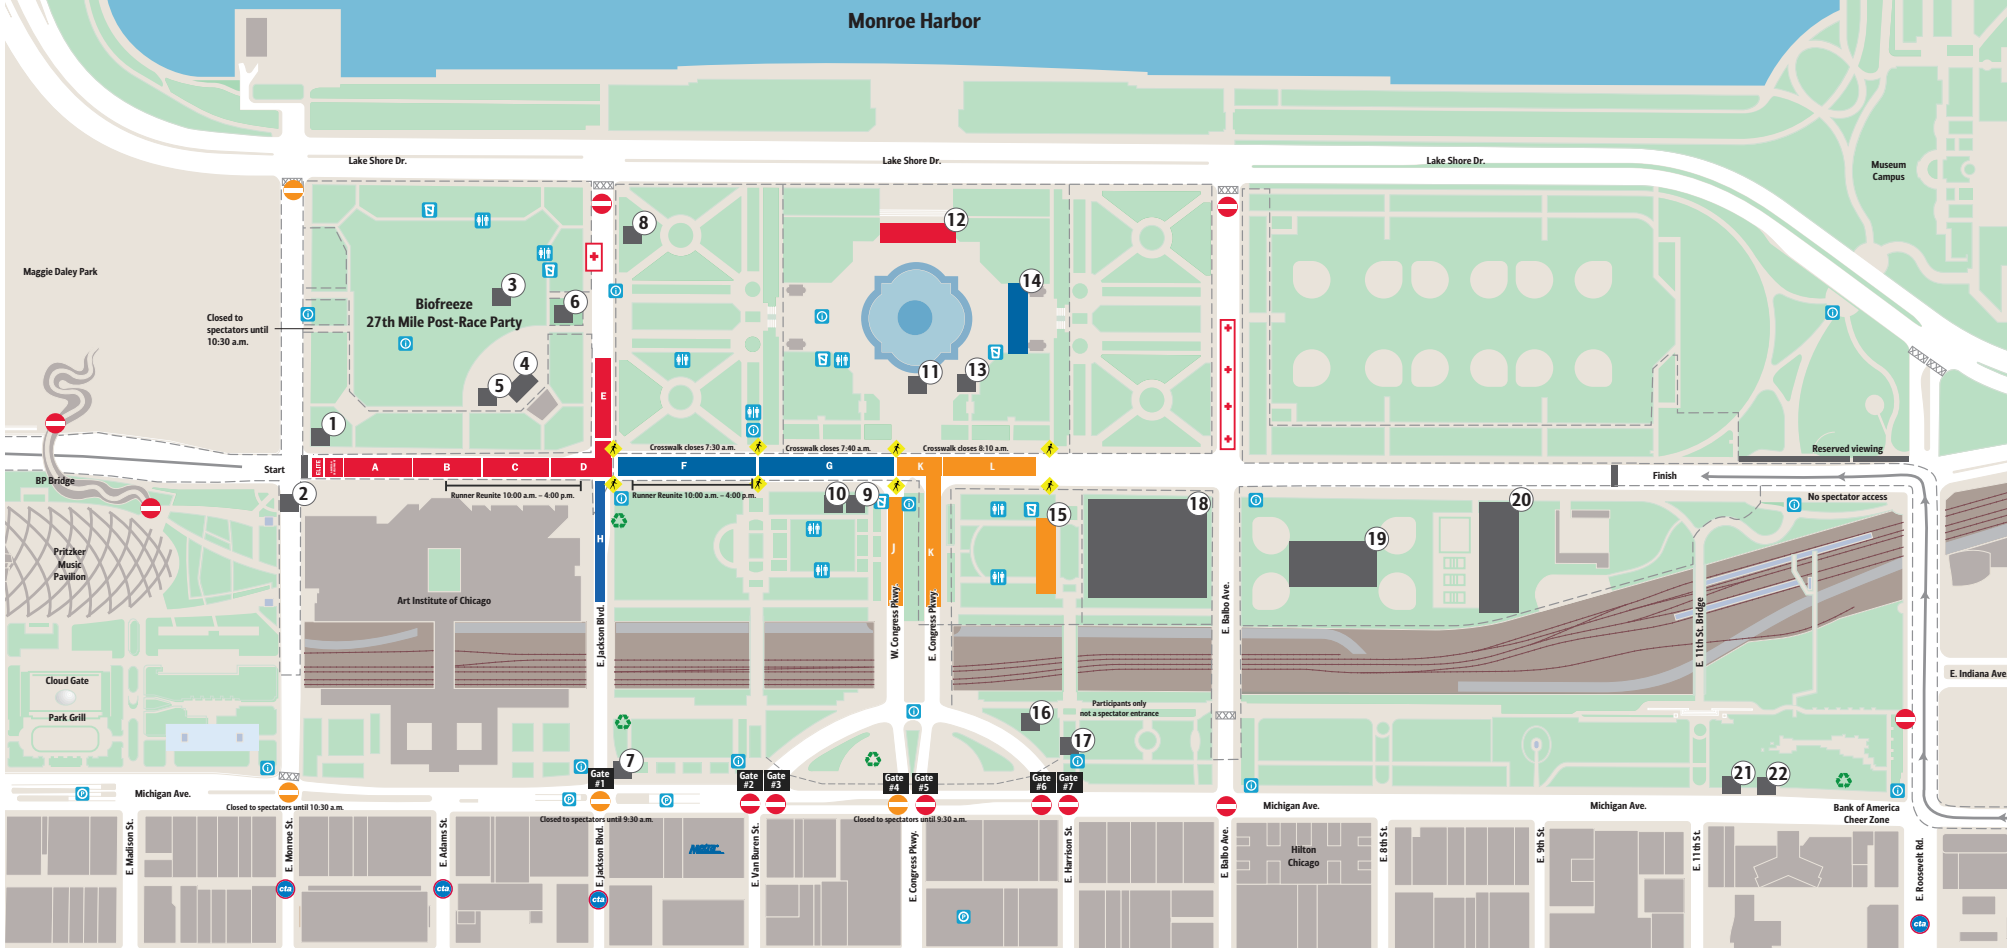 Monroe Harbor
Lake Shore Dr.
Lake Shore Dr.
Lake Shore Dr.
Museum
Campus
Maggie Daley Park
8
12
3
6
14
Biofreeze
27th Mile Post-Race Party
Closed to
spectators until
10:30 a.m.
4
5
11
13
1
E
Crosswalk closes 7:30 a.m.
Crosswalk closes 7:40 a.m.
Crosswalk closes 8:10 a.m.
Reserved viewing
Start
ELITE
A
B
C
D
F
G
K
L
Finish
BP Bridge
2
Runner Reunite 10:00 a.m. – 4:00 p.m.
Runner Reunite 10:00 a.m. – 4:00 p.m.
10
9
15
18
20
No spectator access
Pritzker
Music
Pavilion
H
J
K
19
Art Institute of Chicago
E. Jackson Blvd.
W. Congress Pkwy.
E. Congress Pkwy.
E. Balbo Ave.
E. 11th St. Bridge
Cloud Gate
Park Grill
E. Indiana Ave.
Participants only
not a spectator entrance
16
17
7
21
22
Gate
#1
Gate
#2
Gate
#3
Gate
#4
Gate
#5
Gate
#6
Gate
#7
Michigan Ave.
Michigan Ave.
Michigan Ave.
Closed to spectators until 10:30 a.m.
Closed to spectators until 9:30 a.m.
Closed to spectators until 9:30 a.m.
Bank of America
Cheer Zone
E. Madison St.
E. Monroe St.
E. Adams St.
E. Jackson Blvd.
Metra
E. Van Buren St.
E. Congress Pkwy.
E. Harrison St.
E. Balbo Ave.
Hilton
Chicago
E. 8th St.
E. 9th St.
E. 11th St.
E. Roosevelt Rd.
cta
cta
cta
cta
P
P
P
P